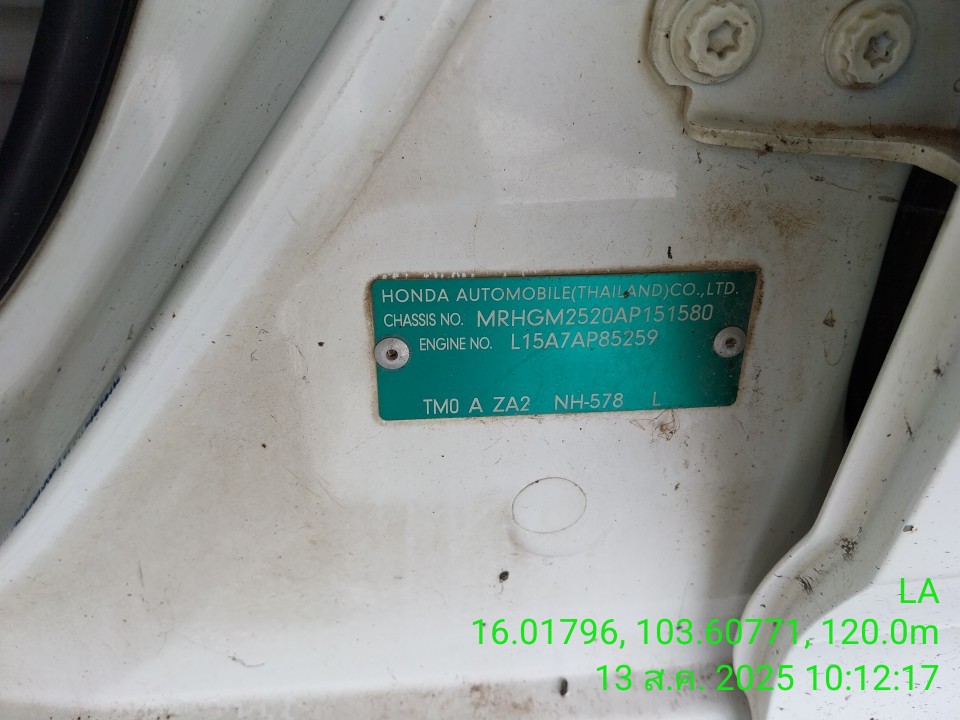 HONDA AUTOMOBILE(THAILAND)CO.,LTD.
CHASSIS NO. MRHGM2520AP151580
ENGINE NO. L15A7AP85259
TM0 A ZA2 NH-578 L
LA
16.01796, 103.60771, 120.0m
13 ส.ค. 2025 10:12:17